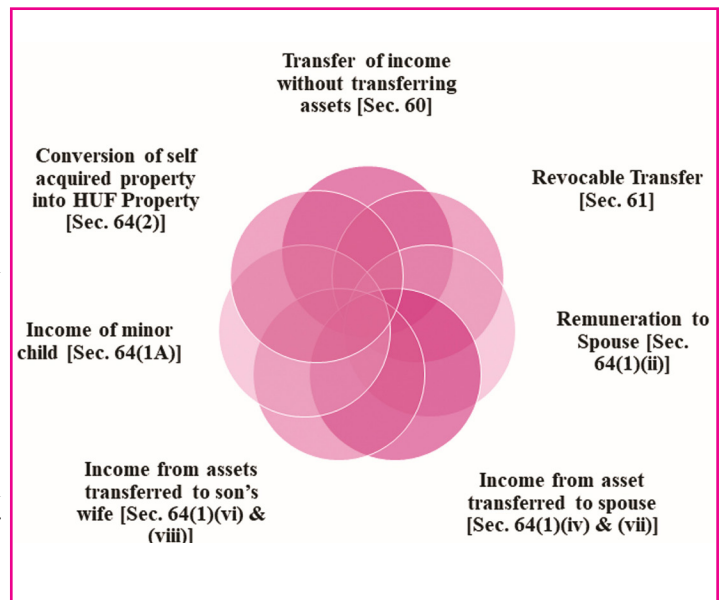 Transfer of income
without transferring
assets [Sec. 60]
Revocable Transfer
[Sec. 61]
Remuneration to
Spouse [Sec.
64(1)(ii)]
Income from asset
transferred to spouse
[Sec. 64(1)(iv) & (vii)]
Income from assets
transferred to son's
wife [Sec. 64(1)(vi) &
(viii)]
Income of minor
child [Sec. 64(1A)]
Conversion of self
acquired property
into HUF Property
[Sec. 64(2)]